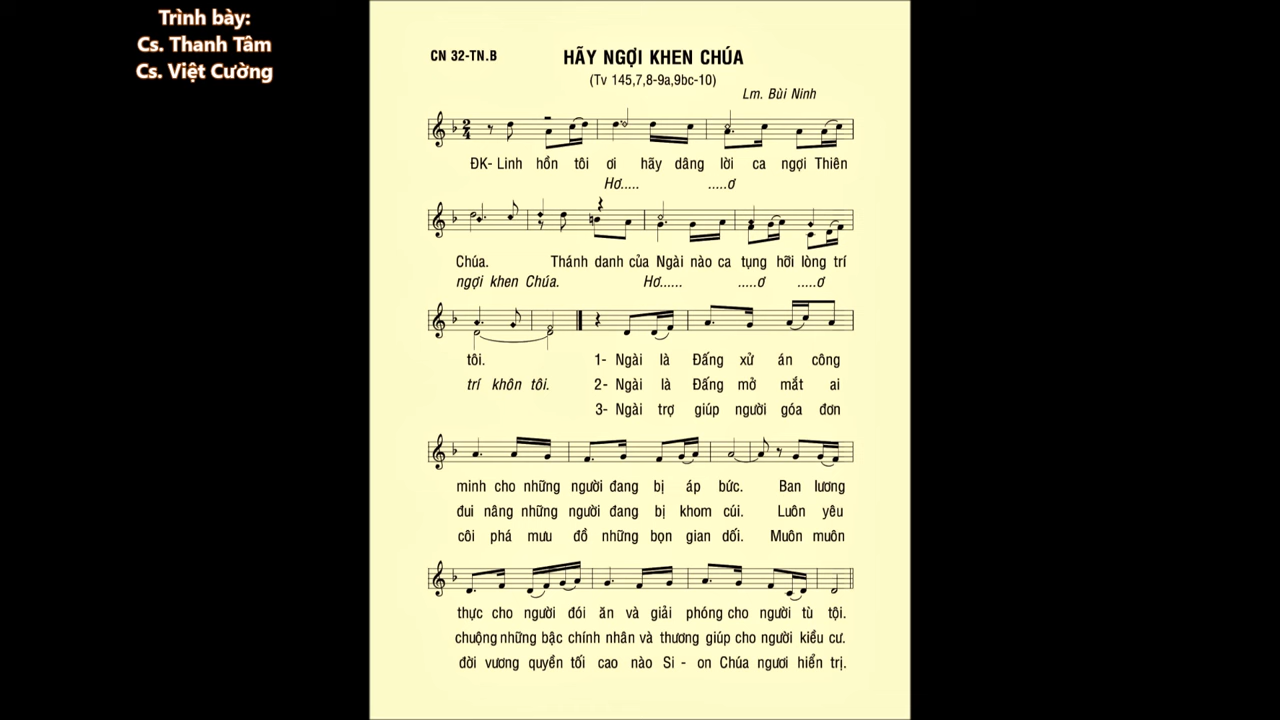 Trình bày:
Cs. Thanh Tâm
Cs. Việt Cường
CN 32-TN.B
HÃY NGỢI KHEN CHÚA
(Tv 145,7,8-9a,9bc-10)
Lm. Bùi Ninh
2
4
ĐK- Linh hồn tôi ơi hãy dâng lời ca ngợi Thiên
Hơ..... .....ơ
Chúa. Thánh danh của Ngài nào ca tụng hỡi lòng trí
ngợi khen Chúa. Hơ...... .....ơ .....ơ
tôi. 1- Ngài là Đấng xử án công
trí khôn tôi. 2- Ngài là Đấng mở mắt ai
3- Ngài trợ giúp người góa đơn
minh cho những người đang bị áp bức. Ban lương
đui nâng những người đang bị khom cúi. Luôn yêu
côi phá mưu đồ những bọn gian dối. Muôn muôn
thực cho người đói ăn và giải phóng cho người tù tội.
chuộng những bậc chính nhân và thương giúp cho người kiều cư.
đời vương quyền tối cao nào Si - on Chúa ngươi hiển trị.